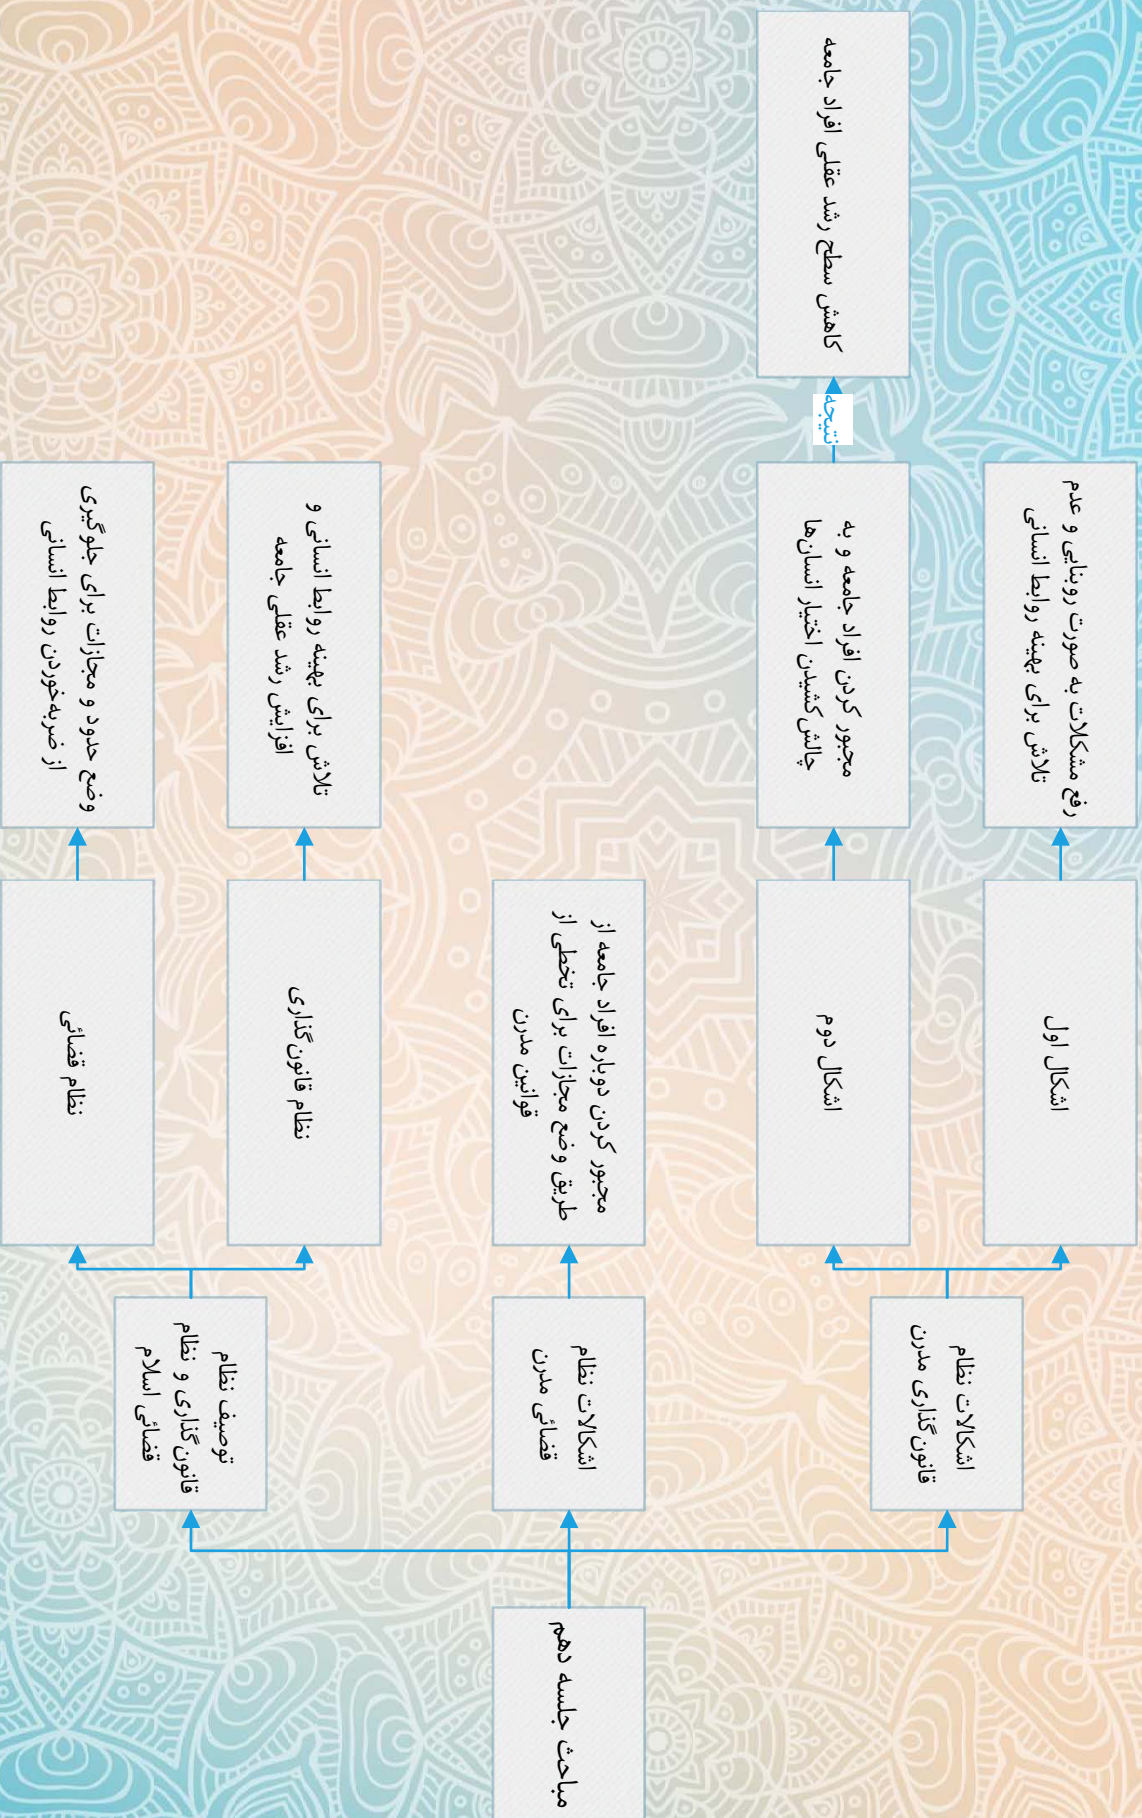 مباحث جلسه دهم
اشکالات نظام
قانون‌گذاری مدرن
اشکال اول
رفع مشکلات به صورت روبنایی و عدم
تلاش برای بهینه روابط انسانی
اشکال دوم
مجبور کردن افراد جامعه و به
چالش کشیدن اختیار انسان‌ها
نتیجه
کاهش سطح رشد عقلی افراد جامعه
اشکالات نظام
قضائی مدرن
مجبور کردن دوباره افراد جامعه از
طریق وضع مجازات برای تخطی از
قوانین مدرن
توصیف نظام
قانون‌گذاری و نظام
قضائی اسلام
نظام قانون‌گذاری
تلاش برای بهینه روابط انسانی و
افزایش رشد عقلی جامعه
نظام قضائی
وضع حدود و مجازات برای جلوگیری
از ضربه‌خوردن روابط انسانی